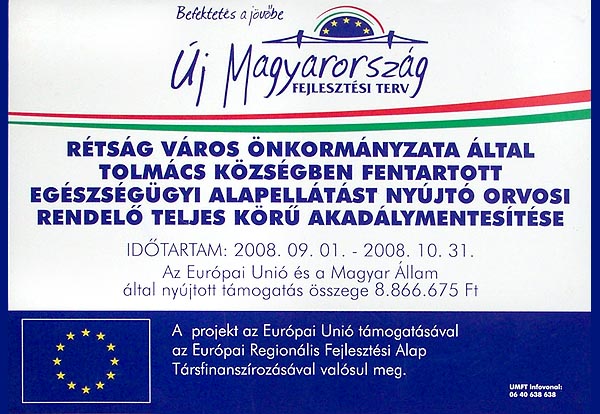 Befektetés a jövőbe
Új Magyarország
FEJLESZTÉSI TERV
RÉTSÁG VÁROS ÖNKORMÁNYZATA ÁLTAL
TOLMÁCS KÖZSÉGBEN FENTARTOTT
EGÉSZSÉGÜGYI ALAPELLÁTÁST NYÚJTÓ ORVOSI
RENDELŐ TELJES KÖRŰ AKADÁLYMENTESÍTÉSE
IDŐTARTAM: 2008. 09. 01. - 2008. 10. 31.
Az Európai Unió és a Magyar Állam
által nyújtott támogatás összege 8.866.675 Ft
A projekt az Európai Unió támogatásával
az Európai Regionális Fejlesztési Alap
Társfinanszírozásával valósul meg.
UMFT infovonal:
06 40 638 638